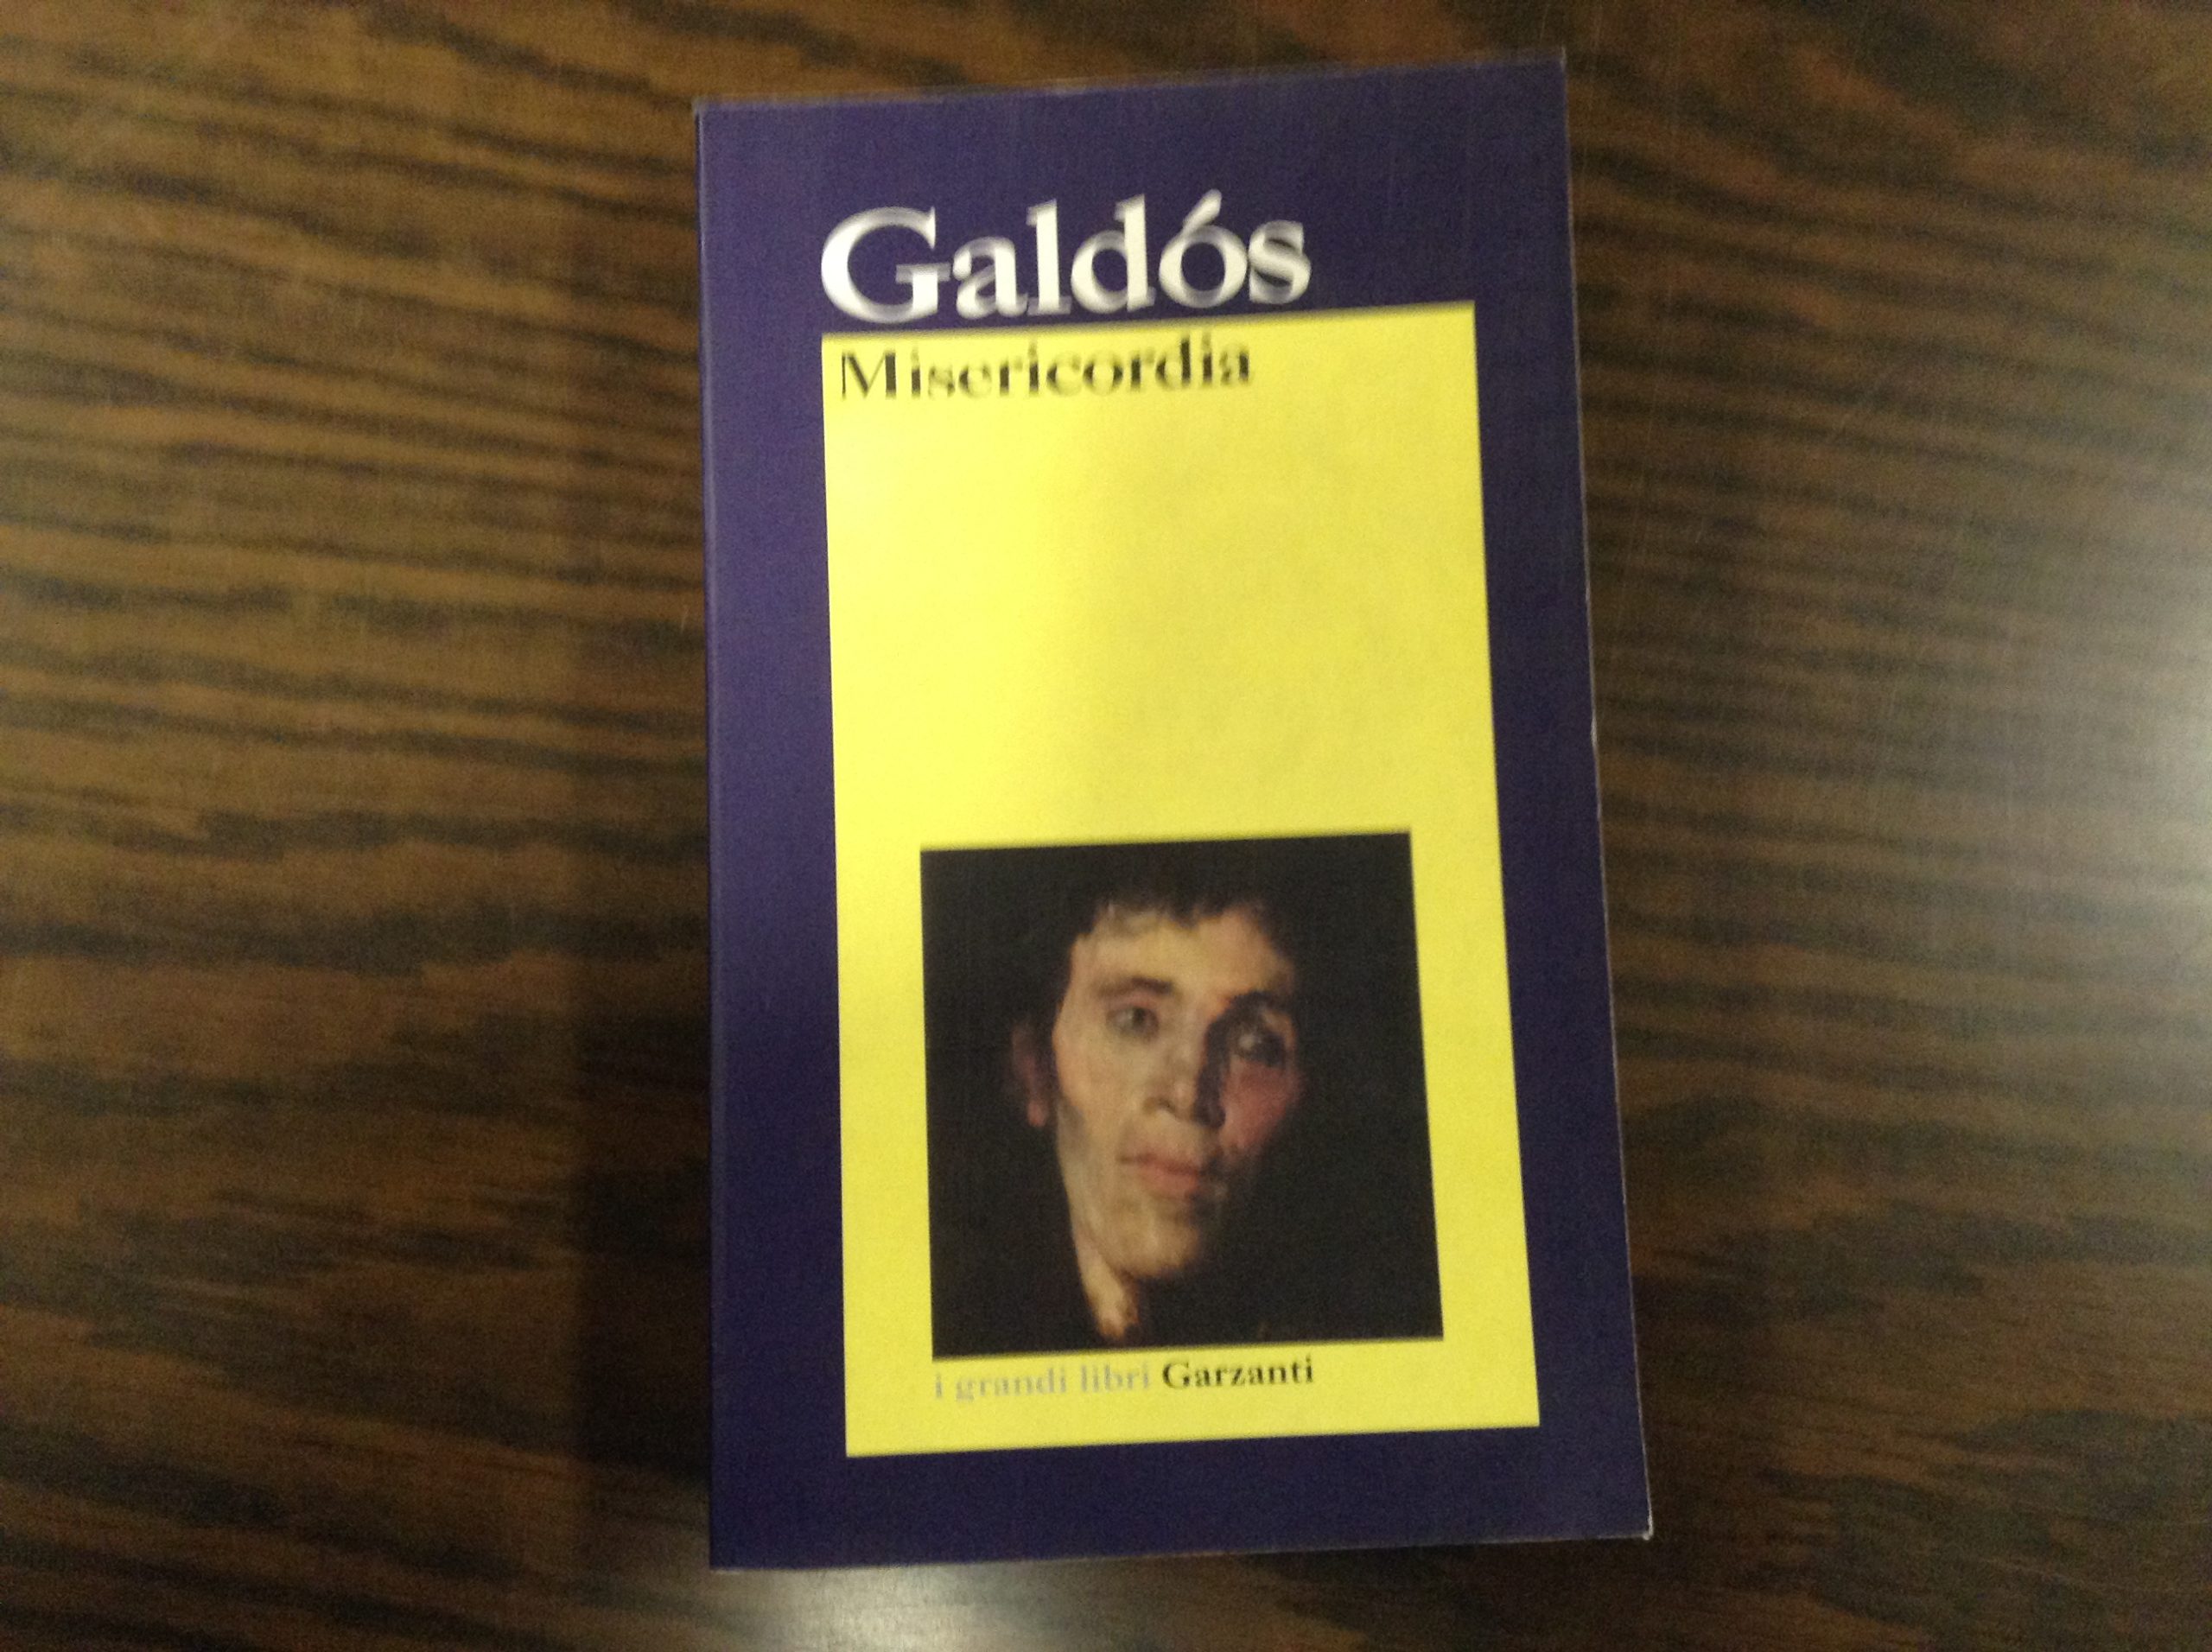 Galdós
Misericordia
i grandi libri Garzanti